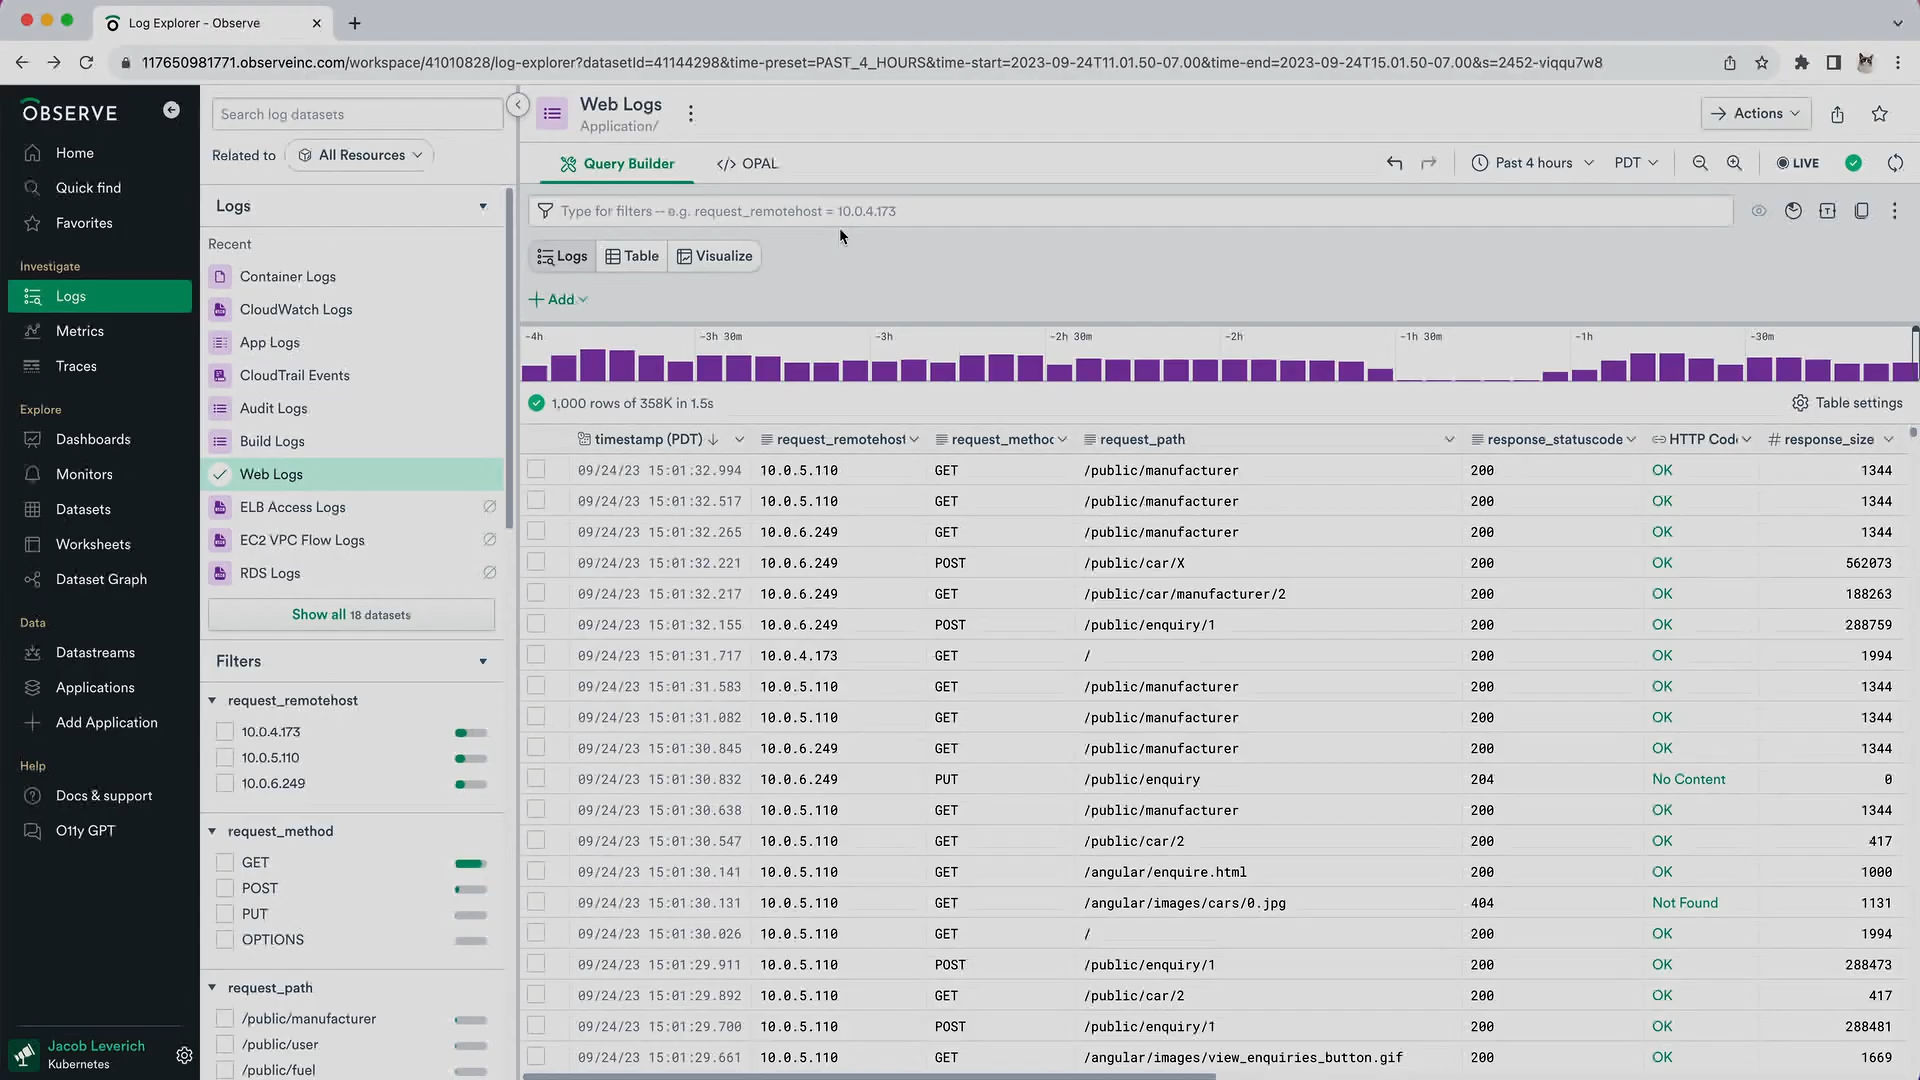 Log Explorer - Observe
117650981771.observeinc.com/workspace/41010828/log-explorer?datasetId=41144298&time-preset=PAST_4_HOURS&time-start=2023-09-24T11.01.50-07.00&time-end=2023-09-24T15.01.50-07.00&s=2452-viqqu7w8
OBSERVE
Home
Quick find
Favorites
Investigate
Logs
Metrics
Traces
Explore
Dashboards
Monitors
Datasets
Worksheets
Dataset Graph
Data
Datastreams
Applications
Add Application
Help
Docs & support
O11y GPT
Jacob Leverich
Kubernetes
Search log datasets
Related to All Resources
Logs
Recent
Container Logs
CloudWatch Logs
App Logs
CloudTrail Events
Audit Logs
Build Logs
Web Logs
ELB Access Logs
EC2 VPC Flow Logs
RDS Logs
Show all 18 datasets
Filters
request_remotehost
10.0.4.173
10.0.5.110
10.0.6.249
request_method
GET
POST
PUT
OPTIONS
request_path
/public/manufacturer
/public/user
/public/fuel
Web Logs
Application/
Actions
Query Builder </> OPAL
Past 4 hours PDT LIVE
Type for filters – e.g. request_remotehost = 10.0.4.173
Logs Table Visualize
Add
-4h -3h 30m -3h -2h 30m -2h -1h 30m -1h -30m
1,000 rows of 358K in 1.5s
Table settings
timestamp (PDT) request_remotehost request_method request_path response_statuscode HTTP Cod # response_size
09/24/23 15:01:32.994 10.0.5.110 GET /public/manufacturer 200 OK 1344
09/24/23 15:01:32.517 10.0.5.110 GET /public/manufacturer 200 OK 1344
09/24/23 15:01:32.265 10.0.6.249 GET /public/manufacturer 200 OK 1344
09/24/23 15:01:32.221 10.0.6.249 POST /public/car/X 200 OK 562073
09/24/23 15:01:32.217 10.0.6.249 GET /public/car/manufacturer/2 200 OK 188263
09/24/23 15:01:32.155 10.0.6.249 POST /public/enquiry/1 200 OK 288759
09/24/23 15:01:31.717 10.0.4.173 GET / 200 OK 1994
09/24/23 15:01:31.583 10.0.5.110 GET /public/manufacturer 200 OK 1344
09/24/23 15:01:31.082 10.0.5.110 GET /public/manufacturer 200 OK 1344
09/24/23 15:01:30.845 10.0.6.249 GET /public/manufacturer 200 OK 1344
09/24/23 15:01:30.832 10.0.6.249 PUT /public/enquiry 204 No Content 0
09/24/23 15:01:30.638 10.0.5.110 GET /public/manufacturer 200 OK 1344
09/24/23 15:01:30.547 10.0.5.110 GET /public/car/2 200 OK 417
09/24/23 15:01:30.141 10.0.5.110 GET /angular/enquire.html 200 OK 1000
09/24/23 15:01:30.131 10.0.5.110 GET /angular/images/cars/0.jpg 404 Not Found 1131
09/24/23 15:01:30.026 10.0.5.110 GET / 200 OK 1994
09/24/23 15:01:29.911 10.0.5.110 POST /public/enquiry/1 200 OK 288473
09/24/23 15:01:29.892 10.0.5.110 GET /public/car/2 200 OK 417
09/24/23 15:01:29.700 10.0.5.110 POST /public/enquiry/1 200 OK 288481
09/24/23 15:01:29.661 10.0.5.110 GET /angular/images/view_enquiries_button.gif 200 OK 1669